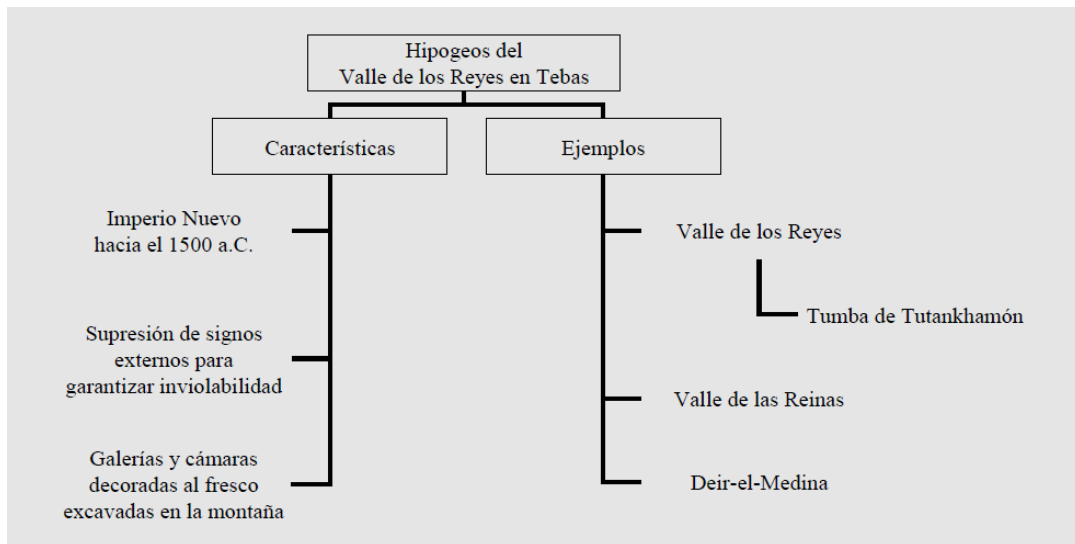 Hipogeos del
Valle de los Reyes en Tebas
Características
Imperio Nuevo
hacia el 1500 a.C.
Supresión de signos
externos para
garantizar inviolabilidad
Galerías y cámaras
decoradas al fresco
excavadas en la montaña
Ejemplos
Valle de los Reyes
Tumba de Tutankhamón
Valle de las Reinas
Deir-el-Medina